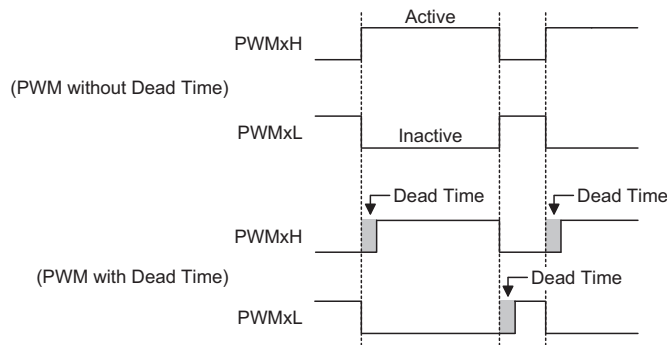 Active
PWMxH
(PWM without Dead Time)
PWMxL
Inactive
Dead Time
Dead Time
PWMxH
(PWM with Dead Time)
Dead Time
PWMxL